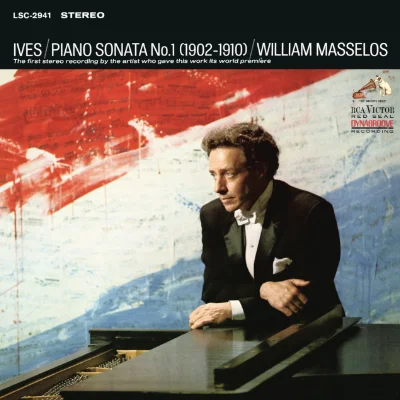 LSC-2941 STEREO
IVES/PIANO SONATA No.1 (1902-1910)/WILLIAM MASSELOS
The first stereo recording by the artist who gave this work its world première
RCA VICTOR
RED SEAL
DYNAGROOVE
RECORDING